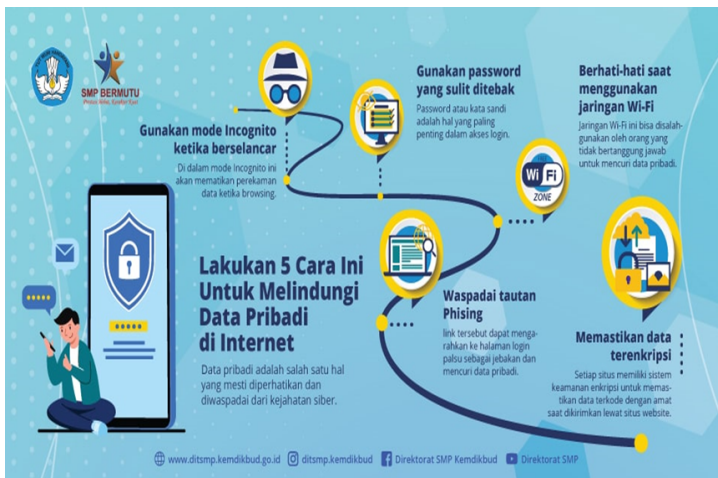 SMP BERMUTU
Gunakan mode Incognito
ketika berselancar
Di dalam mode Incognito ini
akan mematikan perekaman
data ketika browsing.
Gunakan password
yang sulit ditebak
Password atau kata sandi
adalah hal yang paling
penting dalam akses login.
Berhati-hati saat
menggunakan
jaringan Wi-Fi
Jaringan Wi-Fi ini bisa disalah-
gunakan oleh orang yang
tidak bertanggung jawab
untuk mencuri data pribadi.
Wi Fi
ZONE
Lakukan 5 Cara Ini
Untuk Melindungi
Data Pribadi
di Internet
Data pribadi adalah salah satu hal
yang mesti diperhatikan dan
diwaspadai dari kejahatan siber.
Waspadai tautan
Phising
link tersebut dapat menga-
rahkan ke halaman login
palsu sebagai jebakan dan
mencuri data pribadi.
Memastikan data
terenkripsi
Setiap situs memiliki sistem
keamanan enkripsi untuk memas-
tikan data terkode dengan amat
saat dikirimkan lewat situs website.
www.ditsmp.kemdikbud.go.id ditsmp.kemdikbud Direktorat SMP Kemdikbud Direktorat SMP